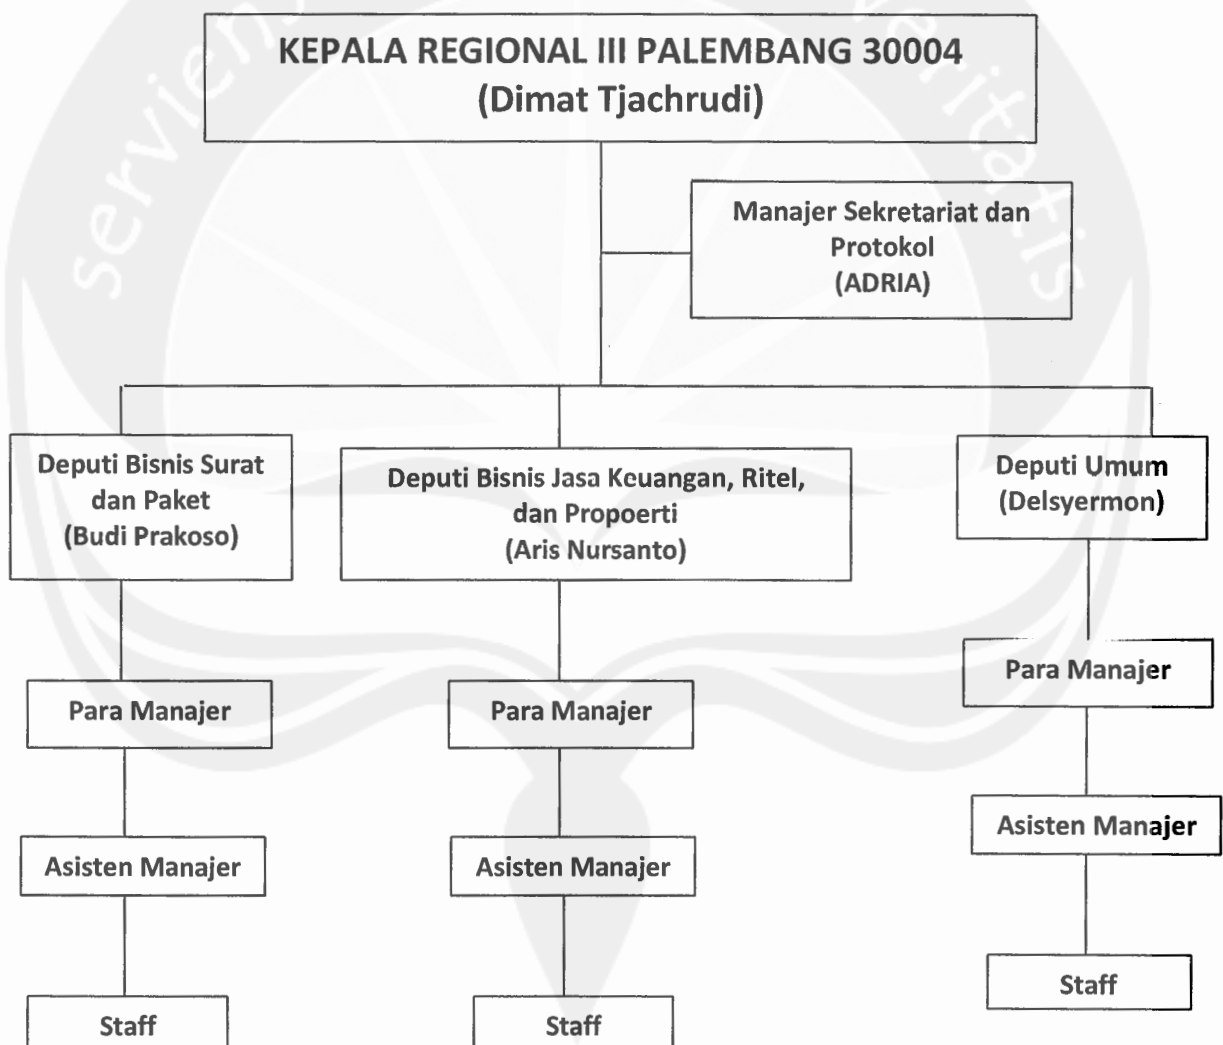 KEPALA REGIONAL III PALEMBANG 30004
(Dimat Tjachrudi)
Manajer Sekretariat dan
Protokol
(ADRIA)
Deputi Bisnis Surat
dan Paket
(Budi Prakoso)
Deputi Bisnis Jasa Keuangan, Ritel,
dan Propoerti
(Aris Nursanto)
Deputi Umum
(Delsyermon)
Para Manajer
Para Manajer
Para Manajer
Asisten Manajer
Asisten Manajer
Asisten Manajer
Staff
Staff
Staff